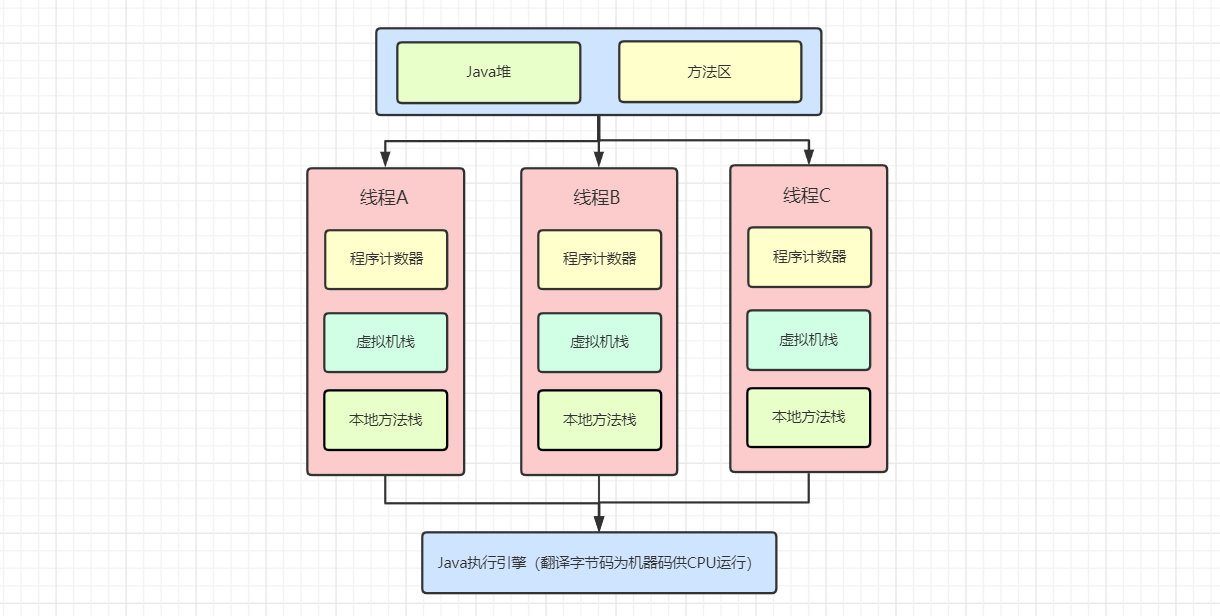 Java堆
方法区
线程A
线程B
线程C
程序计数器
程序计数器
程序计数器
虚拟机栈
虚拟机栈
虚拟机栈
本地方法栈
本地方法栈
本地方法栈
Java执行引擎（翻译字节码为机器码供CPU运行）